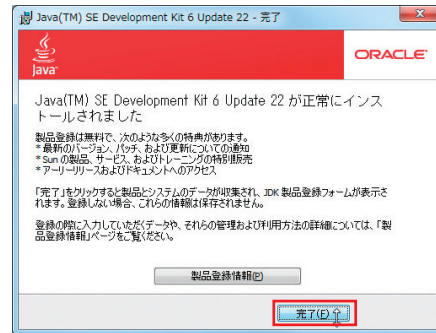 Java(TM) SE Development Kit 6 Update 22 - 完了
Java
ORACLE
Java(TM) SE Development Kit 6 Update 22 が正常にインス
トールされました
製品登録は無料で、次のような多くの特典があります。
* 最新のバージョン、パッチ、および更新についての通知
* Sun の製品、サービス、およびトレーニングの特別販売
* アーリーリリースおよびドキュメントへのアクセス
「完了」をクリックすると製品とシステムのデータが収集され、JDK 製品登録フォームが表示さ
れます。登録しない場合、これらの情報は保存されません。
登録の際に入力していただくデータや、それらの管理および利用方法の詳細については、「製
品登録情報」ページをご覧ください。
製品登録情報(P)
完了(F)